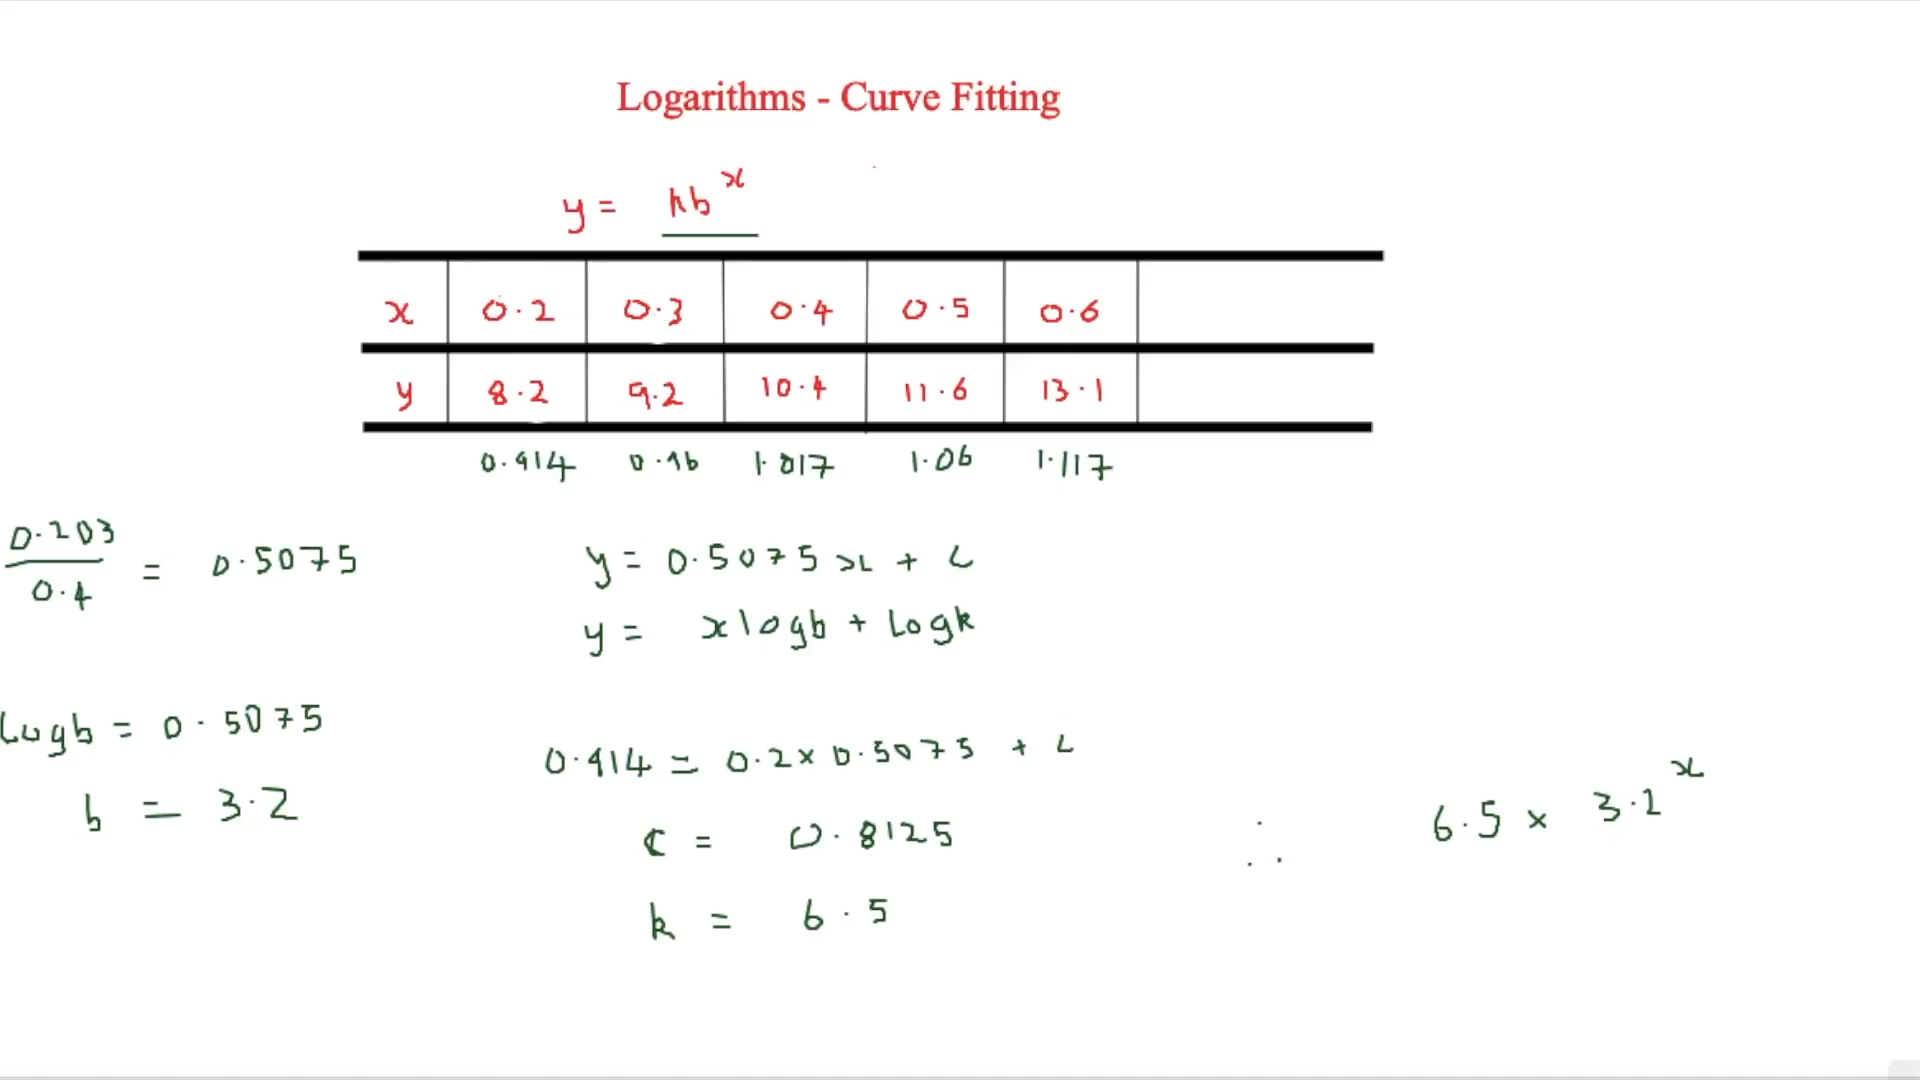 Logarithms - Curve Fitting
y = kb^x
x 0.2 0.3 0.4 0.5 0.6
y 8.2 9.2 10.4 11.6 13.1
0.914 0.96 1.017 1.06 1.117
0.203/0.4 = 0.5075
y = 0.5075x + c
y = xlogb + Logk
Logb = 0.5075
b = 3.2
0.914 = 0.2 × 0.5075 + c
c = 0.8125
k = 6.5
∴ 6.5 × 3.2^x